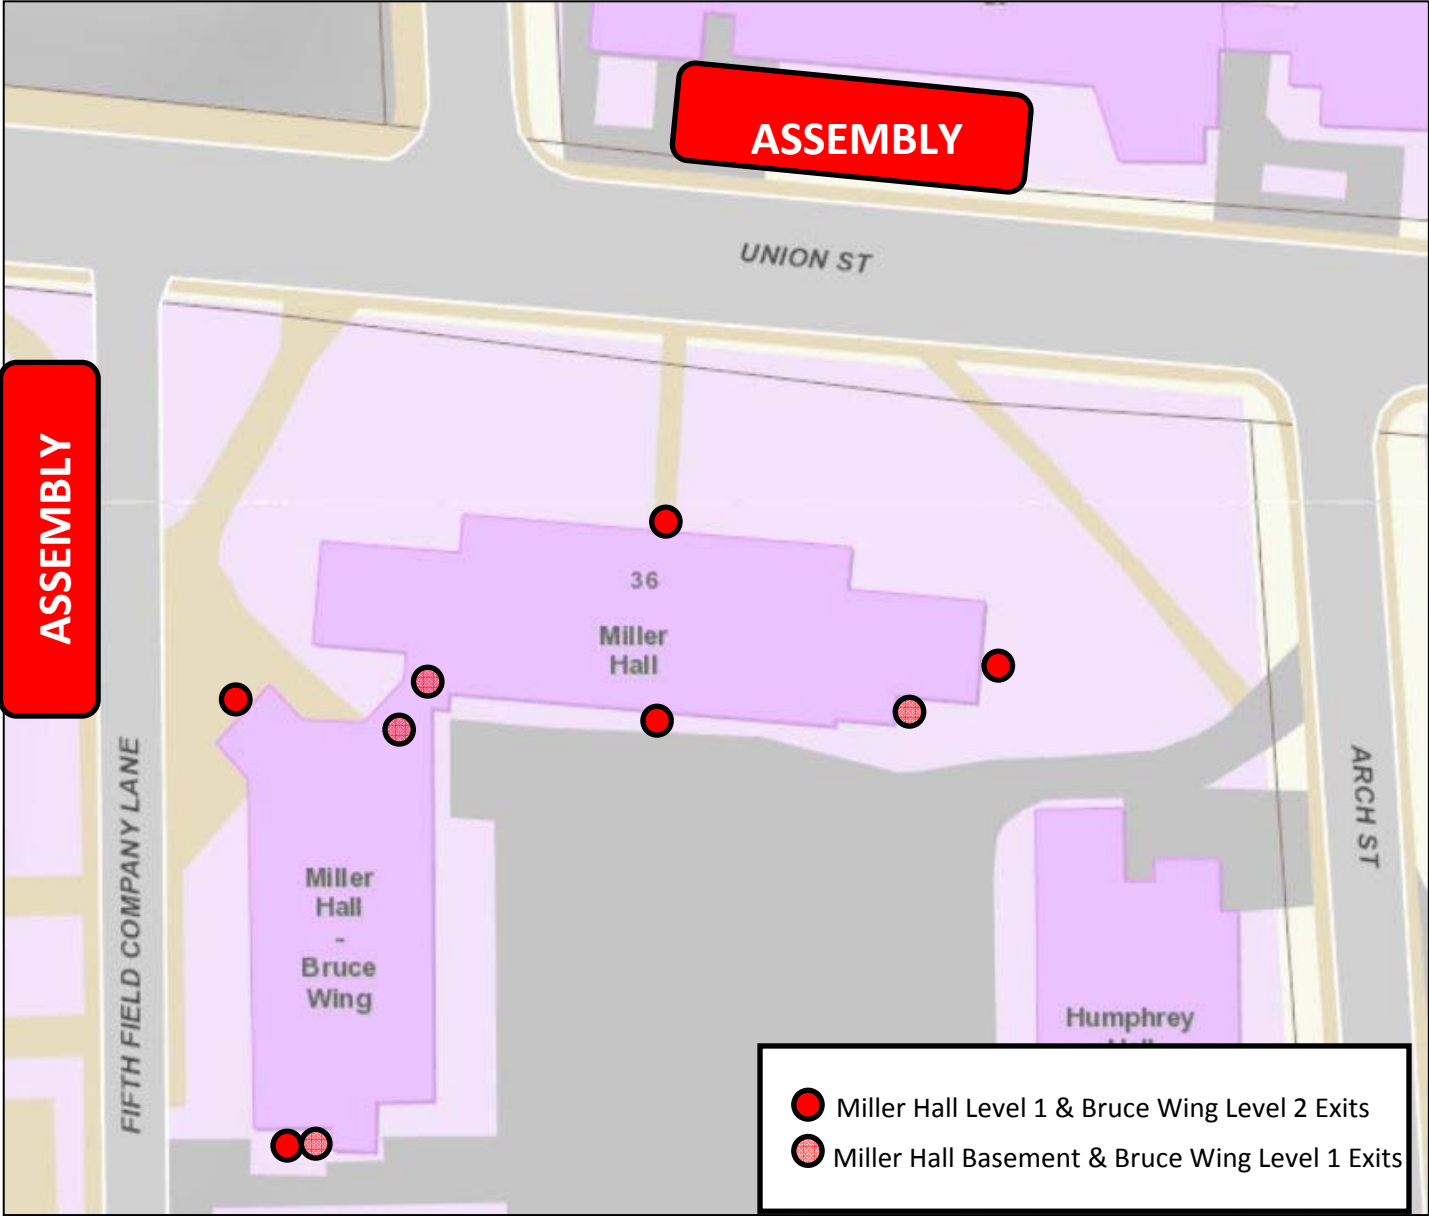 ASSEMBLY
UNION ST
ASSEMBLY
36
Miller
Hall
FIFTH FIELD COMPANY LANE
ARCH ST
Miller
Hall
-
Bruce
Wing
Humphrey
Miller Hall Level 1 & Bruce Wing Level 2 Exits
Miller Hall Basement & Bruce Wing Level 1 Exits